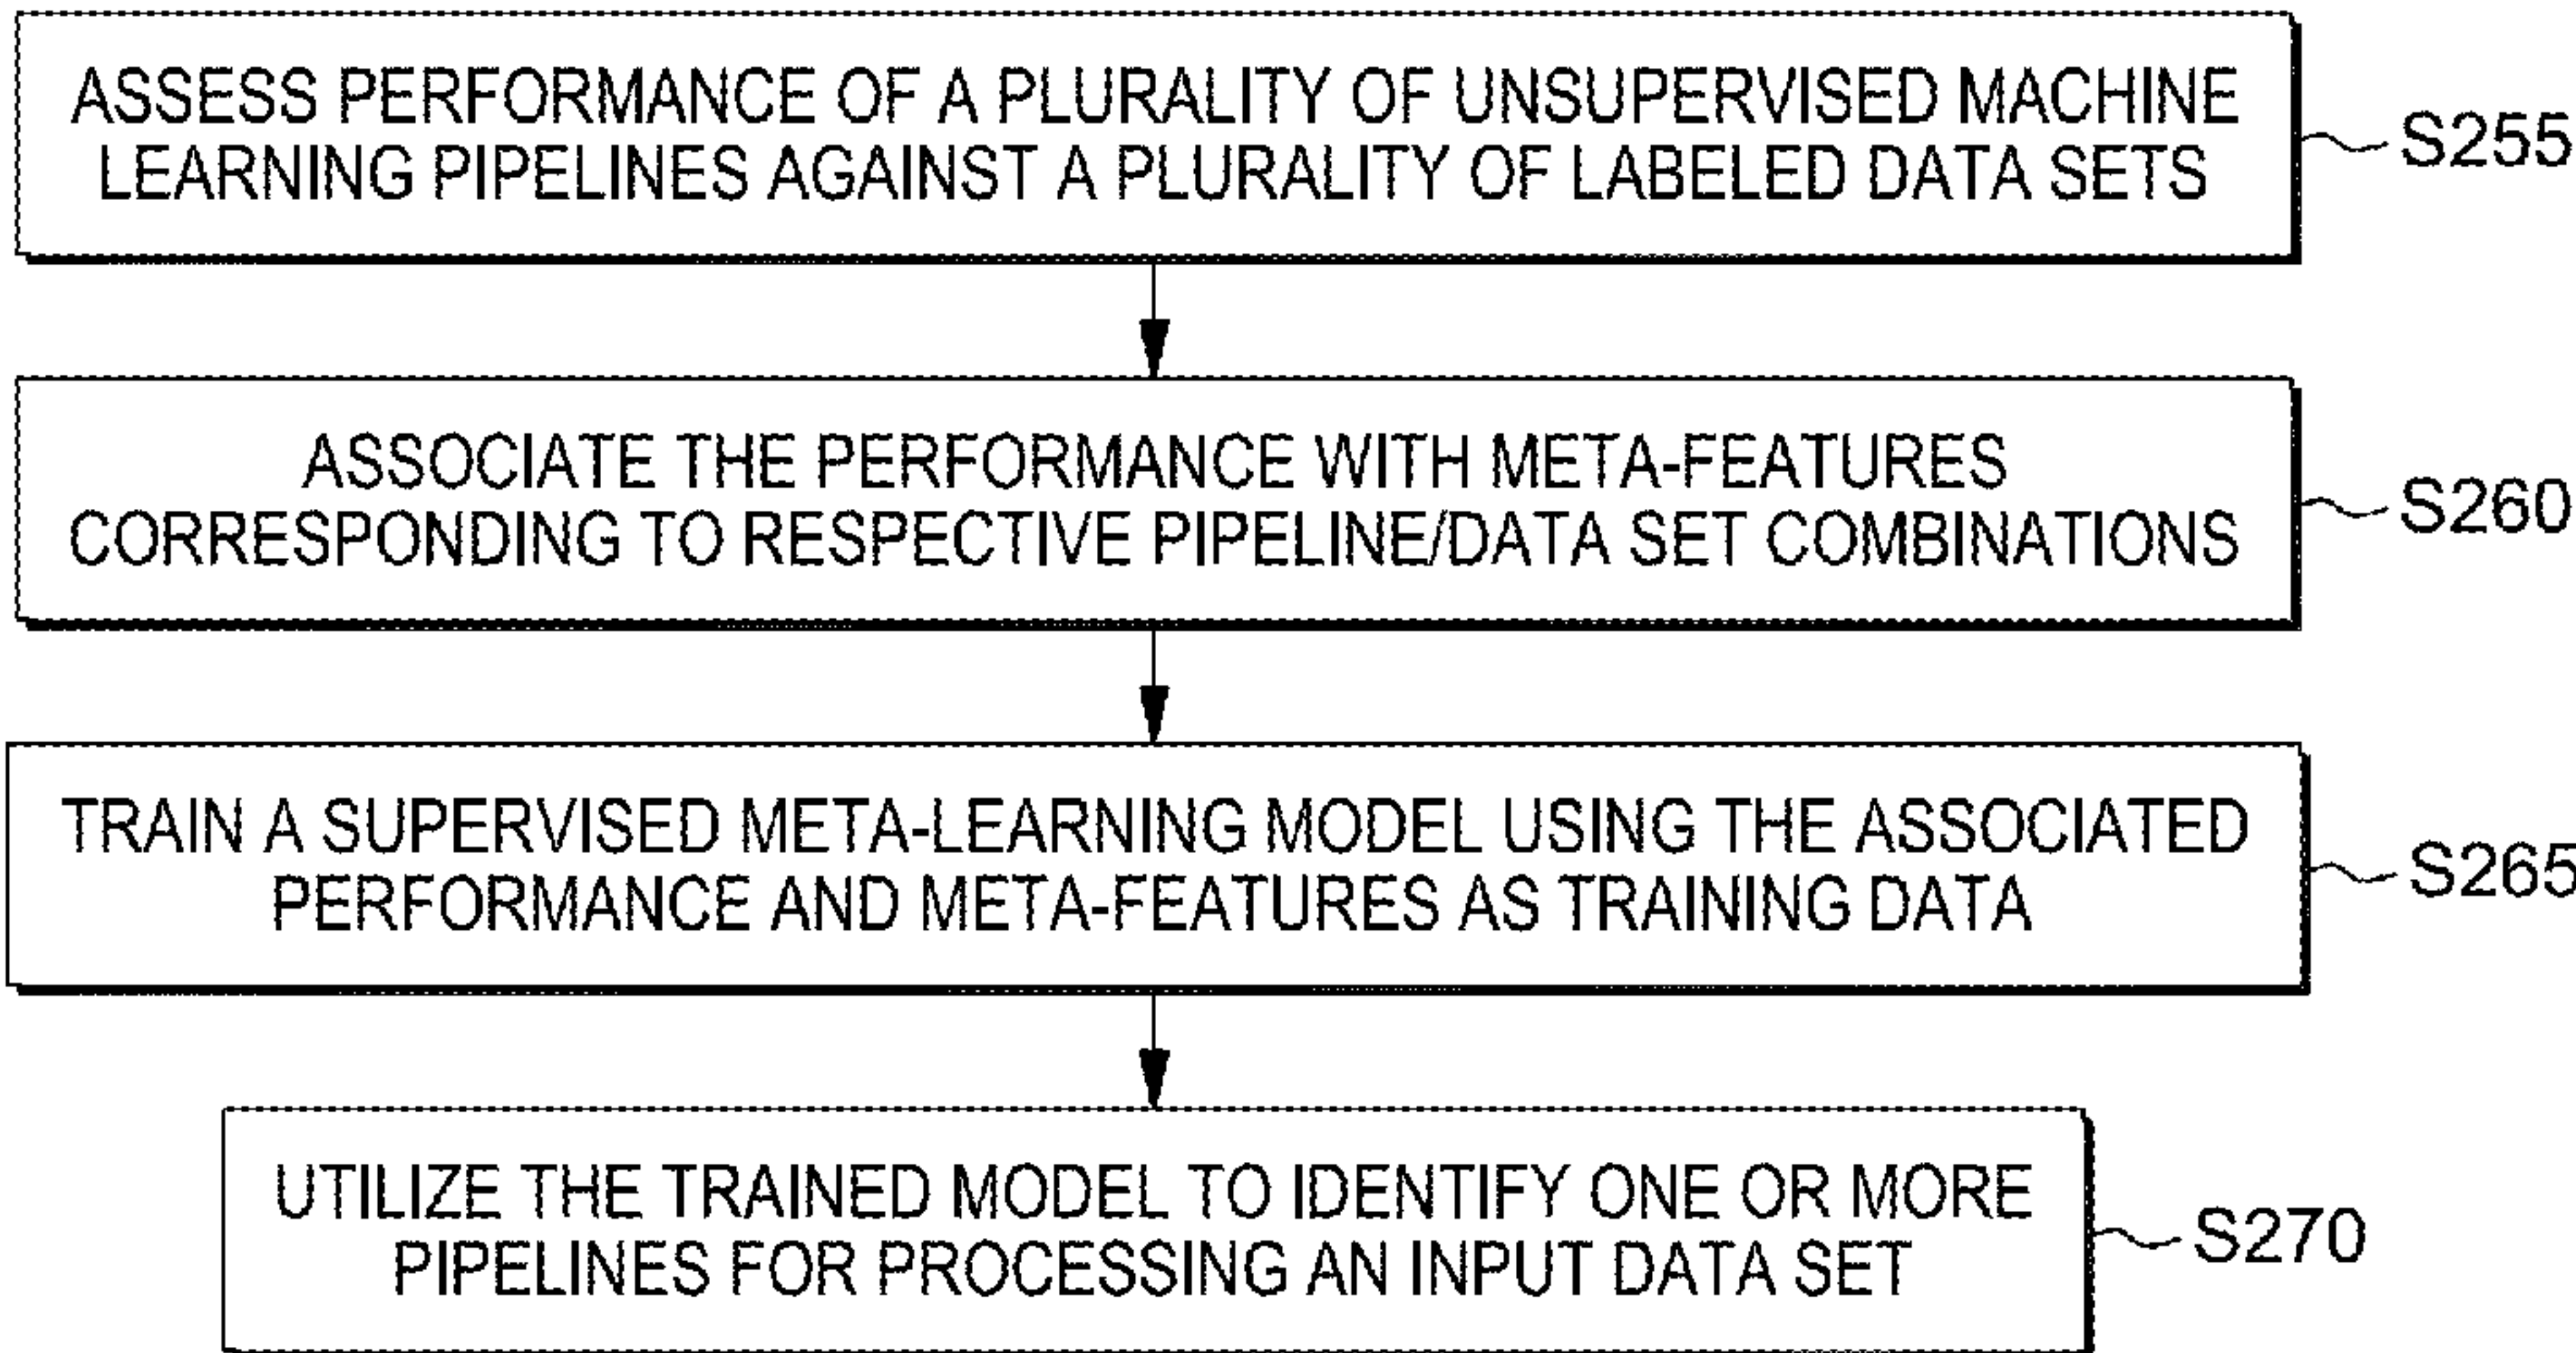 ASSESS PERFORMANCE OF A PLURALITY OF UNSUPERVISED MACHINE
LEARNING PIPELINES AGAINST A PLURALITY OF LABELED DATA SETS
S255
ASSOCIATE THE PERFORMANCE WITH META-FEATURES
CORRESPONDING TO RESPECTIVE PIPELINE/DATA SET COMBINATIONS
S260
TRAIN A SUPERVISED META-LEARNING MODEL USING THE ASSOCIATED
PERFORMANCE AND META-FEATURES AS TRAINING DATA
S265
UTILIZE THE TRAINED MODEL TO IDENTIFY ONE OR MORE
PIPELINES FOR PROCESSING AN INPUT DATA SET
S270